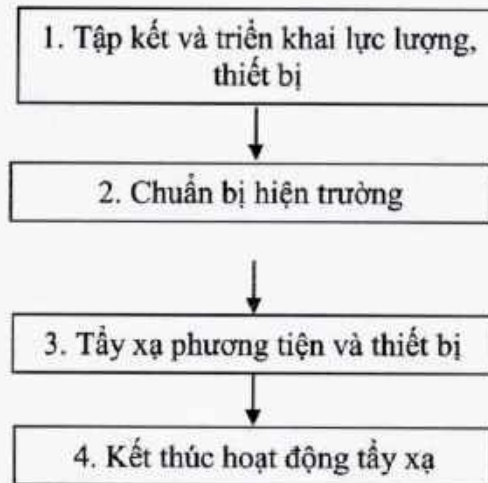 1. Tập kết và triển khai lực lượng,
thiết bị
2. Chuẩn bị hiện trường
3. Tẩy xạ phương tiện và thiết bị
4. Kết thúc hoạt động tẩy xạ